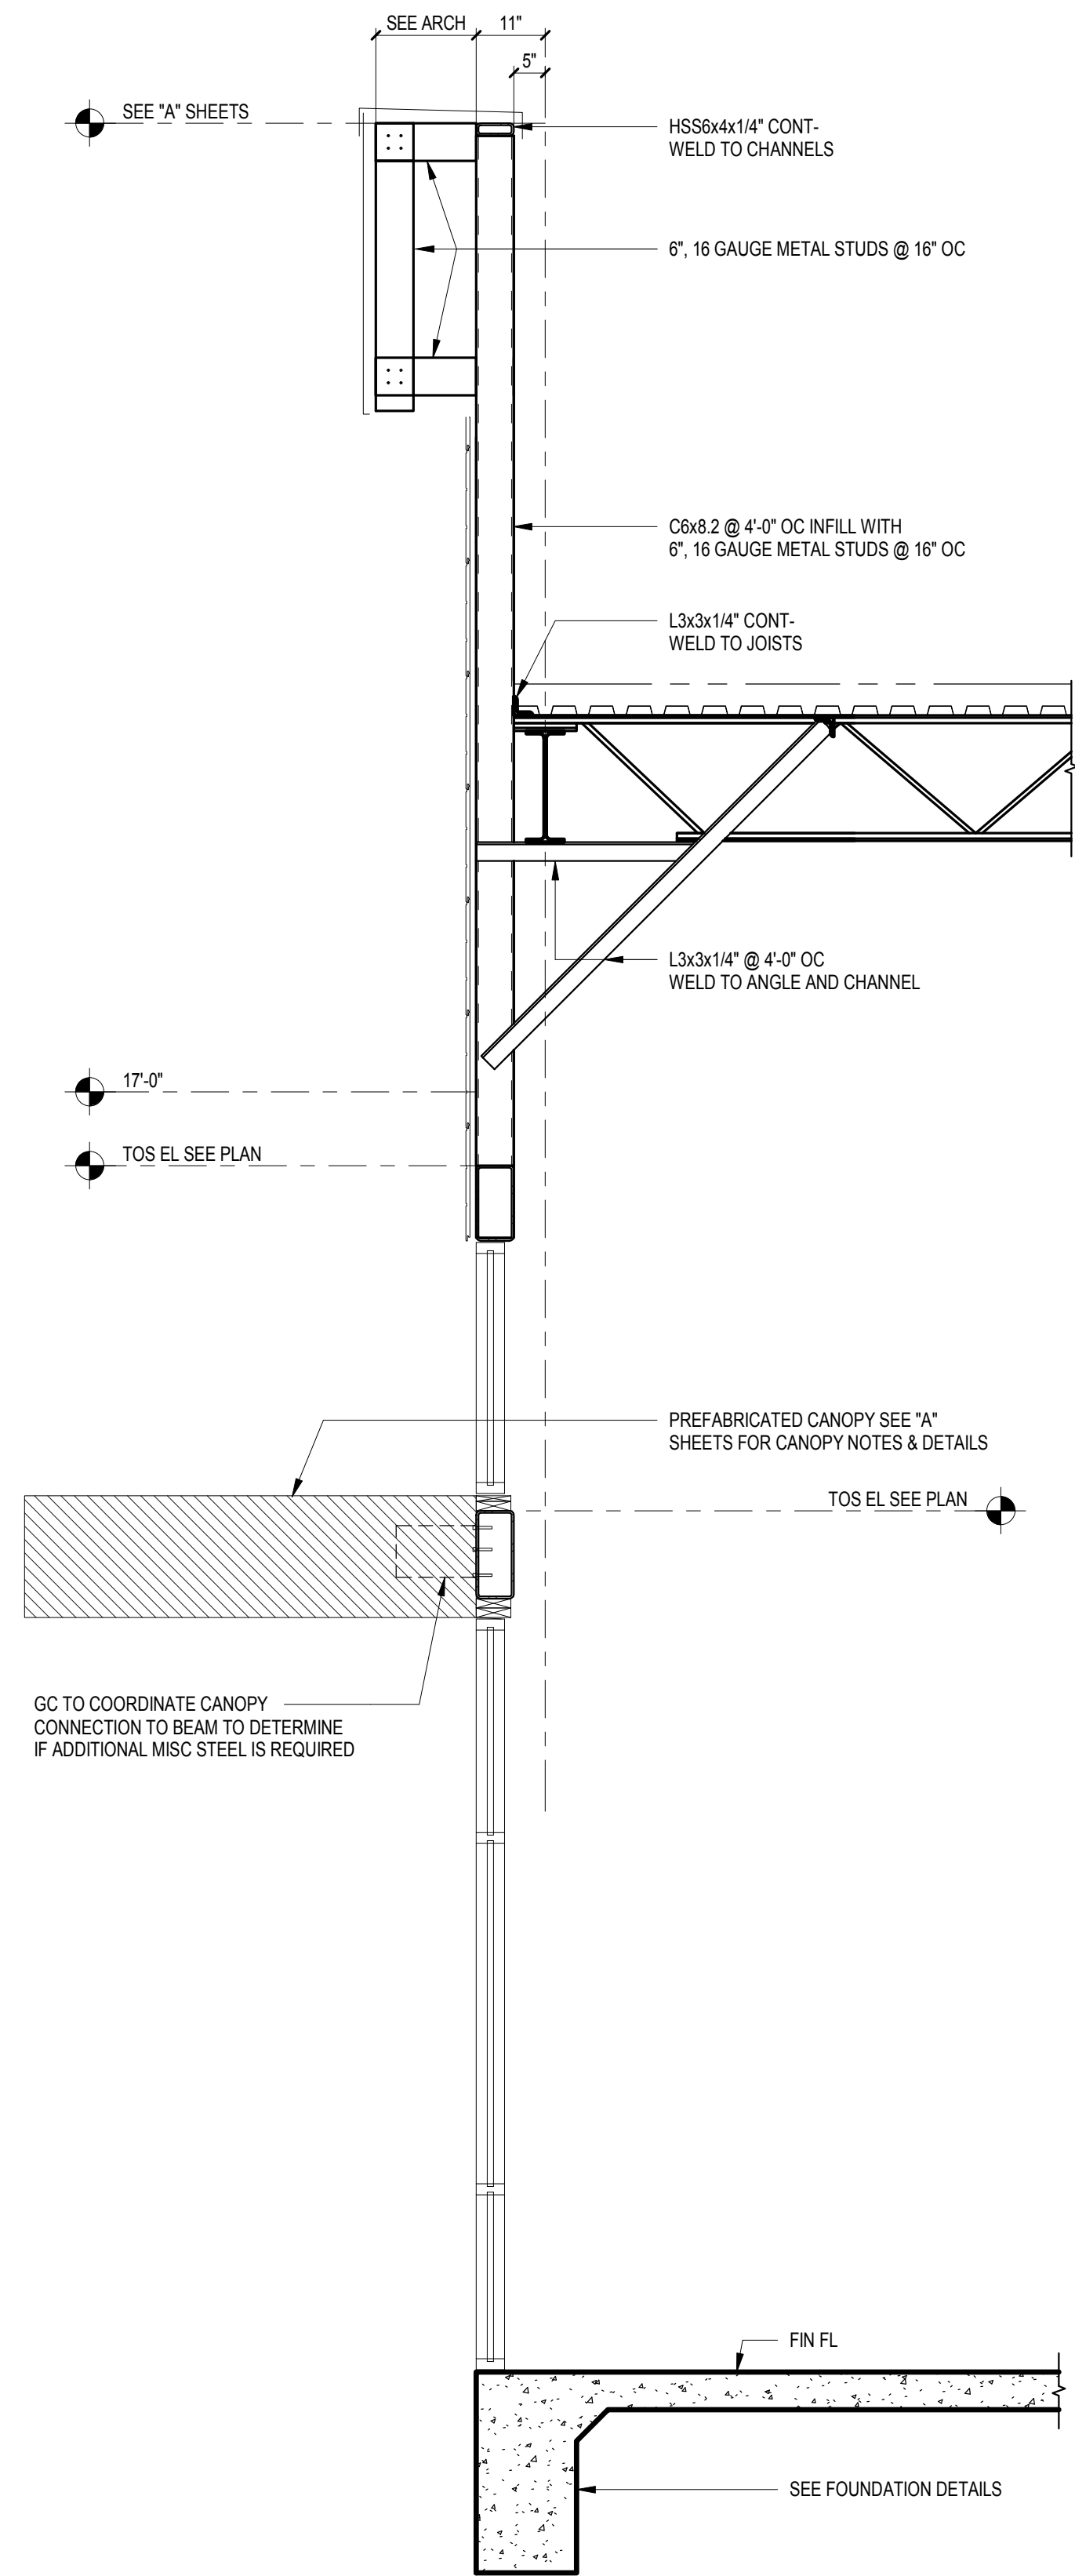 SEE ARCH
11"
5"
SEE "A" SHEETS
HSS6x4x1/4" CONT-
WELD TO CHANNELS
6", 16 GAUGE METAL STUDS @ 16" OC
C6x8.2 @ 4'-0" OC INFILL WITH
6", 16 GAUGE METAL STUDS @ 16" OC
L3x3x1/4" CONT-
WELD TO JOISTS
L3x3x1/4" @ 4'-0" OC
WELD TO ANGLE AND CHANNEL
17'-0"
TOS EL SEE PLAN
PREFABRICATED CANOPY SEE "A"
SHEETS FOR CANOPY NOTES & DETAILS
TOS EL SEE PLAN
GC TO COORDINATE CANOPY
CONNECTION TO BEAM TO DETERMINE
IF ADDITIONAL MISC STEEL IS REQUIRED
FIN FL
SEE FOUNDATION DETAILS